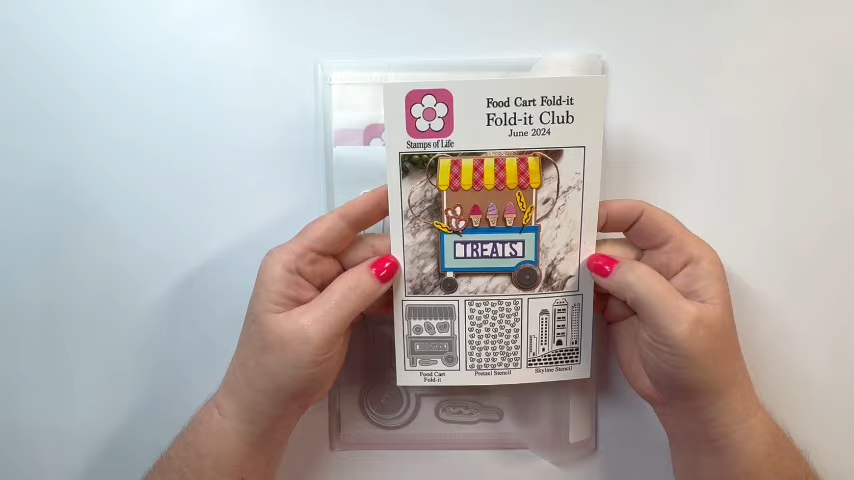 Food Cart Fold-it
Fold-it Club
June 2024
Stamps of Life
TREATS
Food Cart
Fold-it
Pretzel Stencil
Skyline Stencil